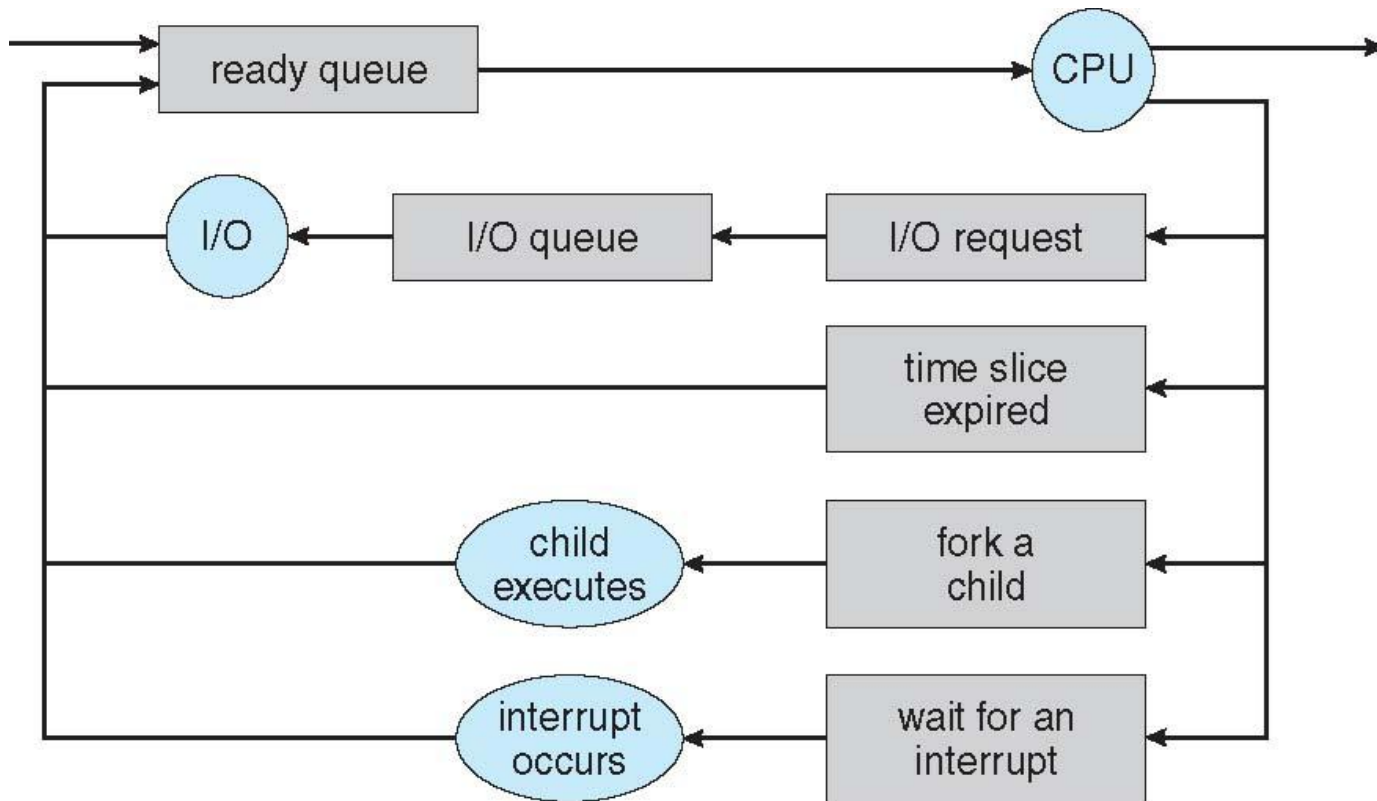 ready queue
CPU
I/O
I/O queue
I/O request
time slice
expired
child
executes
fork a
child
interrupt
occurs
wait for an
interrupt